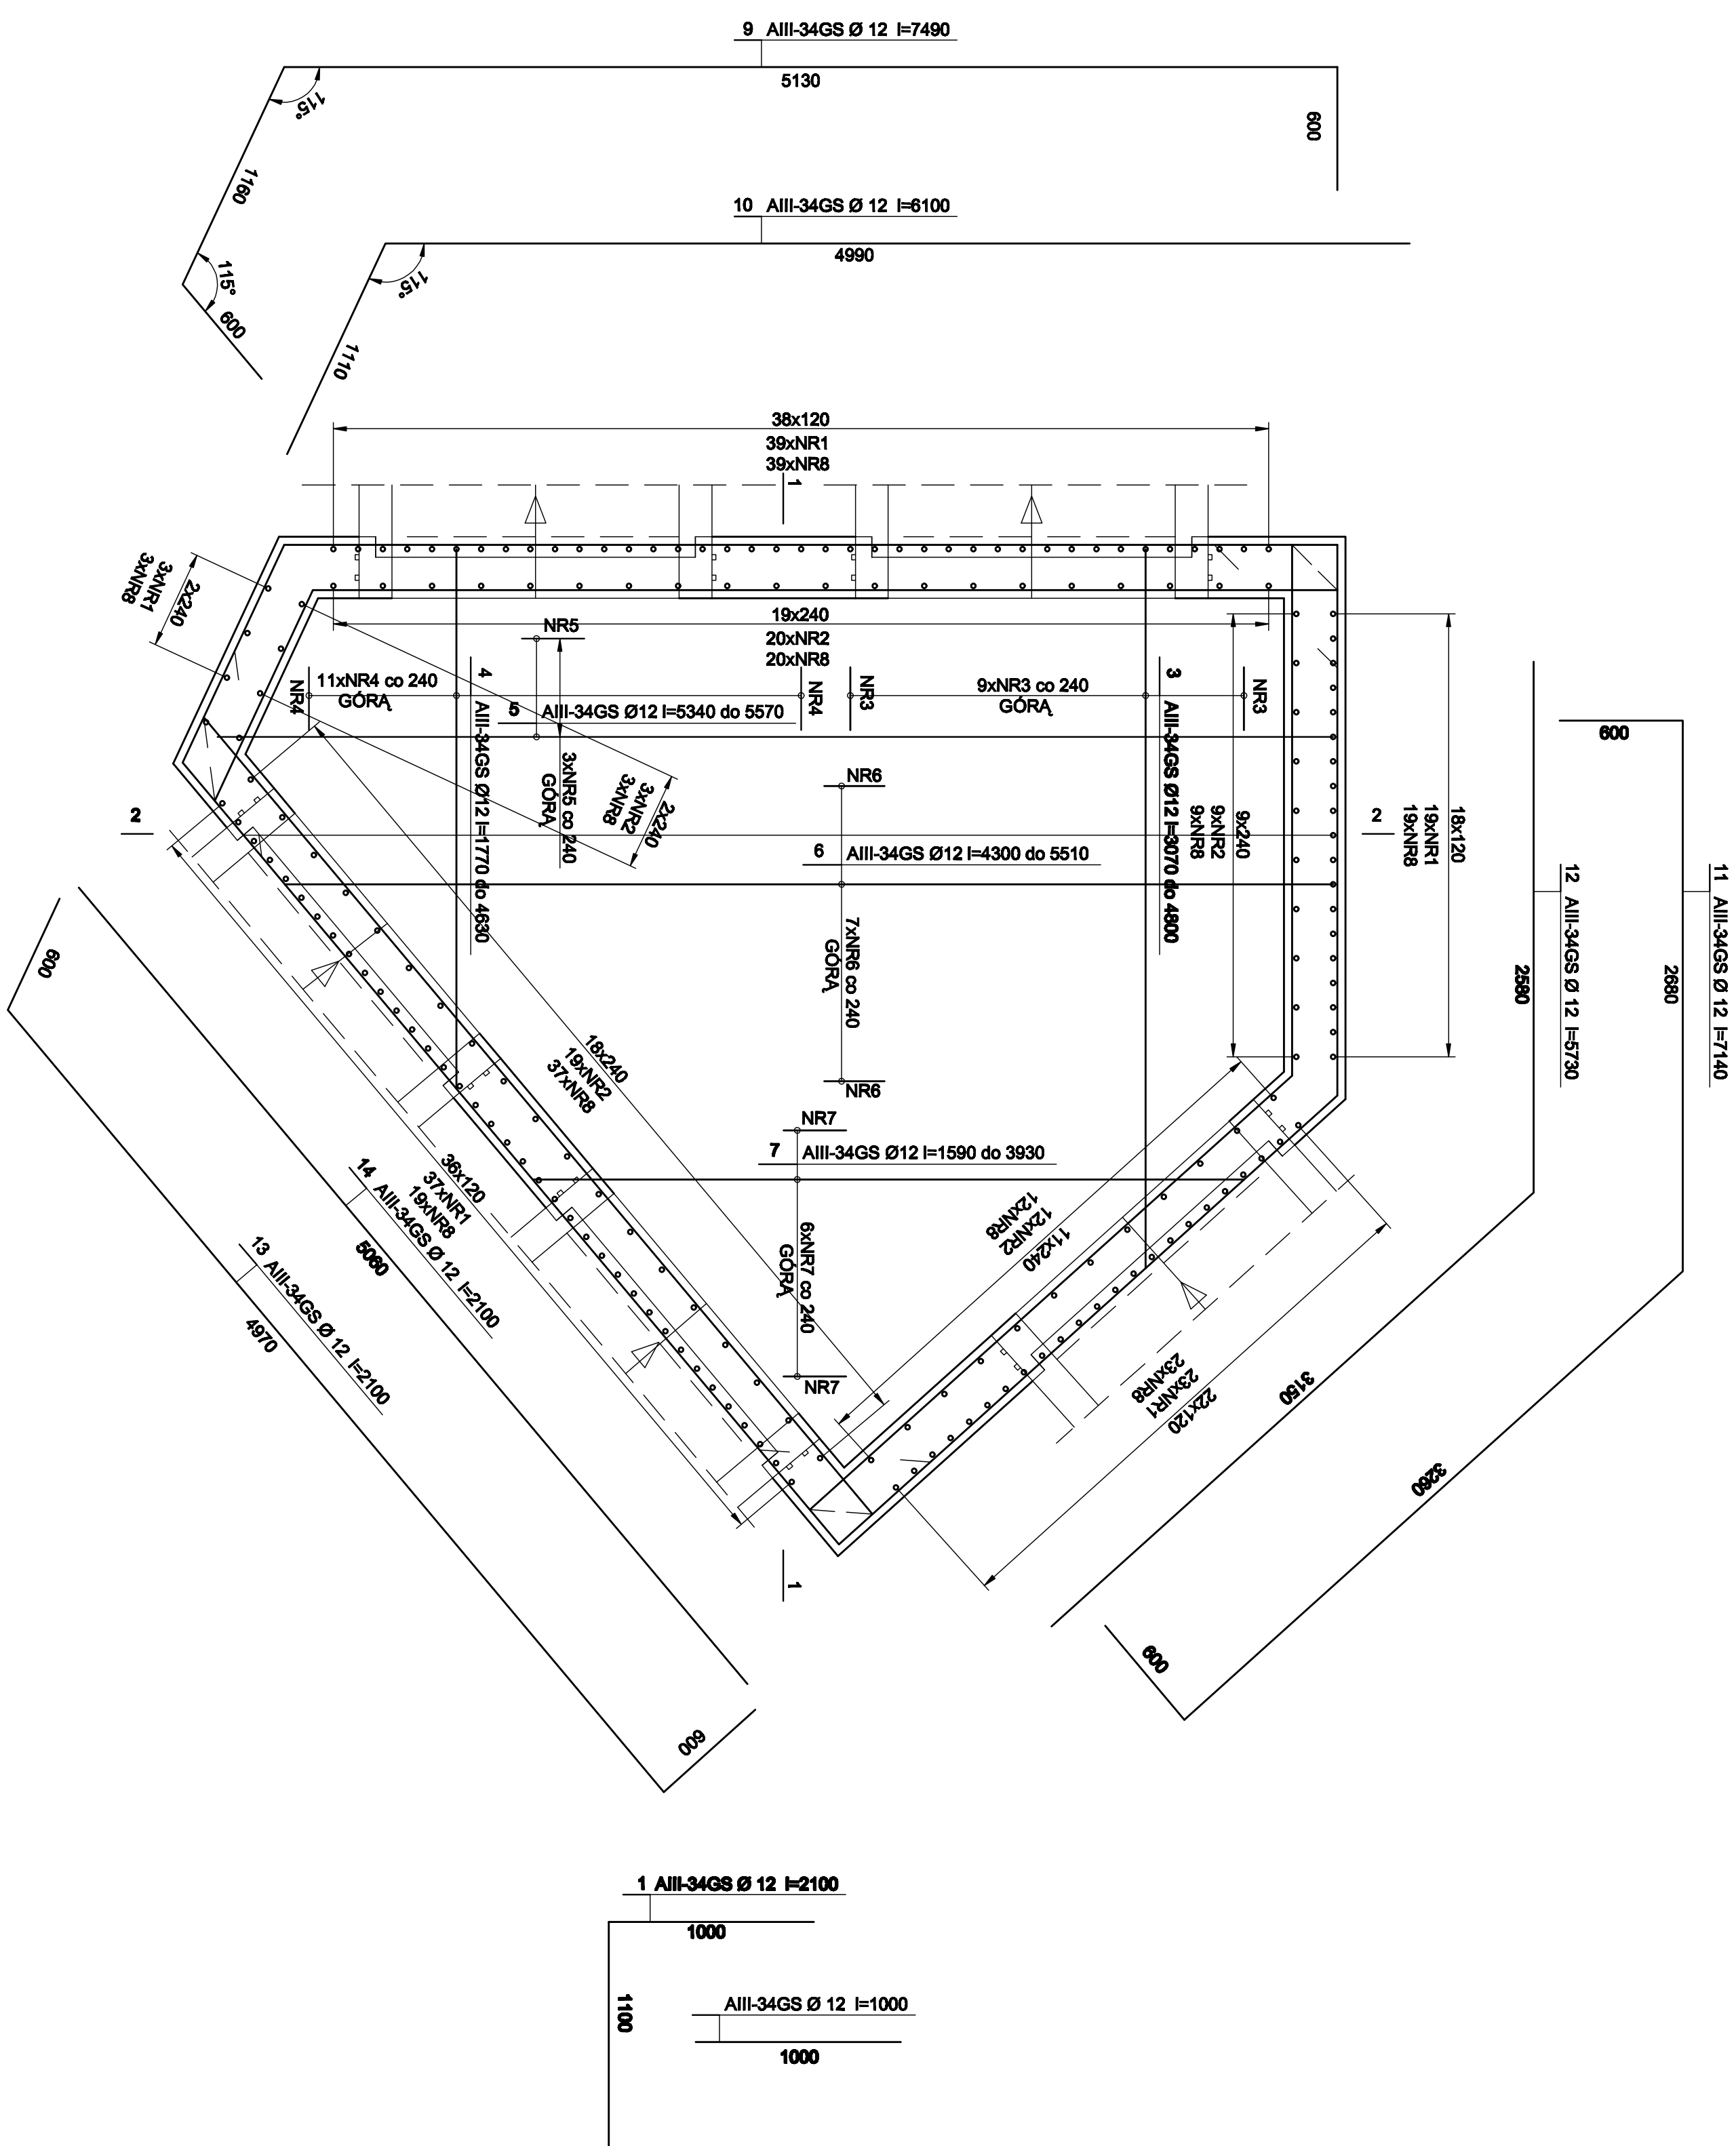 9 AIII-34GS Ø 12 l=7490
5130
600
115°
1160
115°
600
10 AIII-34GS Ø 12 l=6100
4990
115°
1110
38x120
39xNR1
39xNR8
1
19x240
20xNR2
20xNR8
2x240
3xNR1
3xNR8
NR5
4 AIII-34GS Ø12 l=1770 do 4630
11xNR4 co 240
GÓRĄ
NR4
NR4
NR3
9xNR3 co 240
GÓRĄ
NR3
3 AIII-34GS Ø12 l=3070 do 4800
5 AIII-34GS Ø12 l=5340 do 5570
3xNR5 co 240
GÓRĄ
2x240
3xNR2
3xNR8
NR6
2
2
9x240
9xNR2
9xNR8
18x120
19xNR1
19xNR8
6 AIII-34GS Ø12 l=4300 do 5510
7xNR6 co 240
GÓRĄ
NR6
12 AIII-34GS Ø 12 l=5730
2580
11 AIII-34GS Ø 12 l=7140
2680
600
600
18x240
19xNR2
37xNR8
NR7
7 AIII-34GS Ø12 l=1590 do 3930
6xNR7 co 240
GÓRĄ
NR7
36x120
37xNR1
19xNR8
14 AIII-34GS Ø 12 l=2100
5060
13 AIII-34GS Ø 12 l=2100
4970
11x240
12xNR2
12xNR8
22x120
23xNR1
23xNR8
3150
3260
600
600
1
1 AIII-34GS Ø 12 l=2100
1000
1100
AIII-34GS Ø 12 l=1000
1000